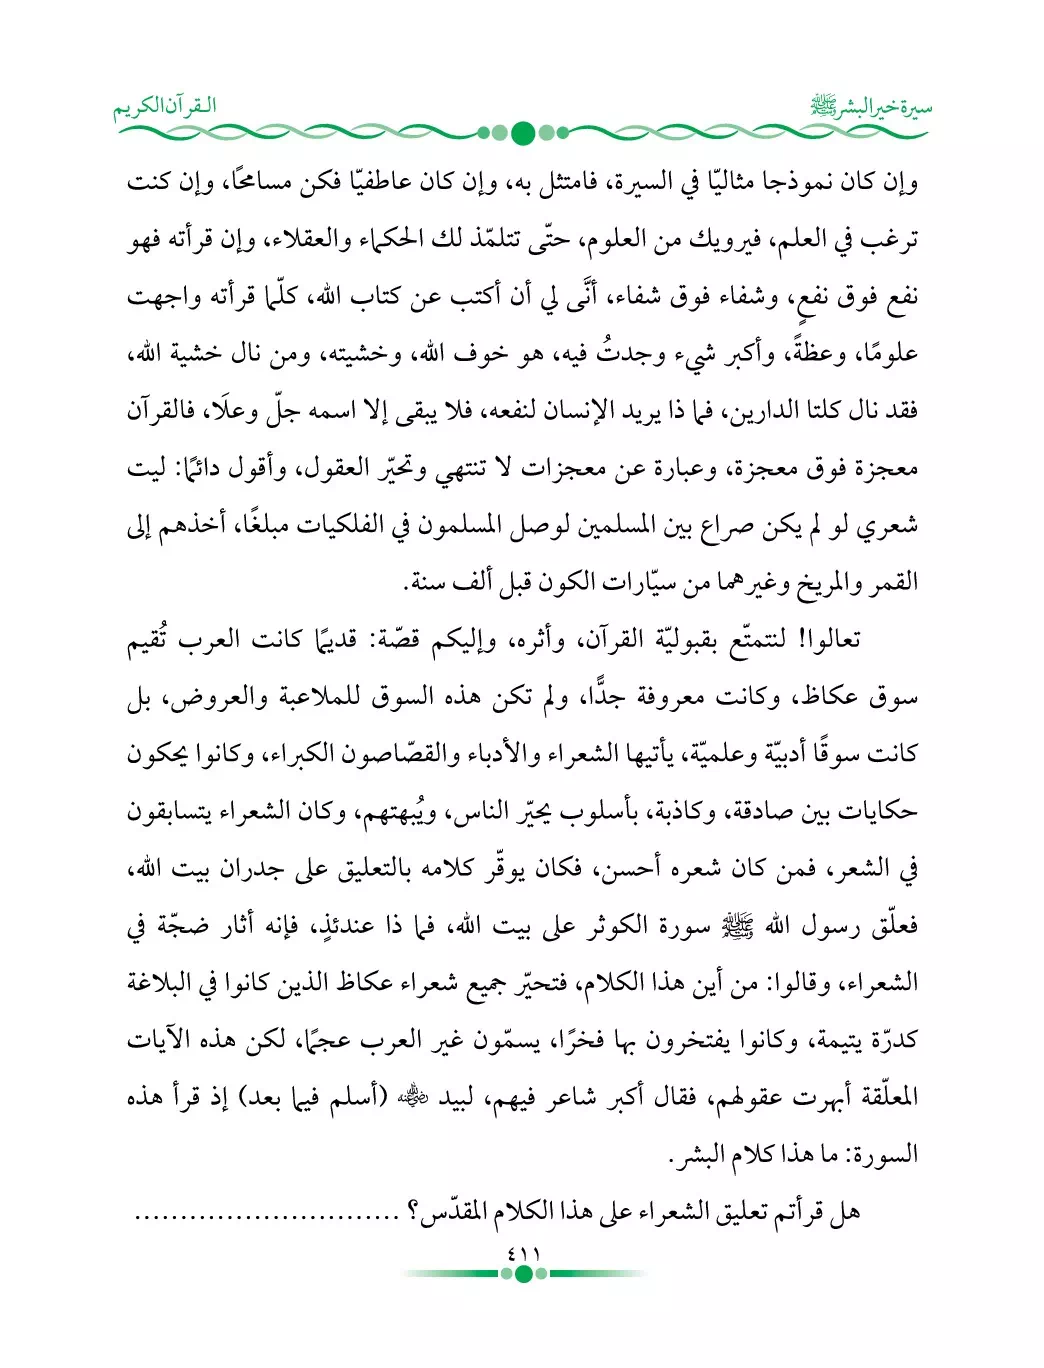 سيرة خير البشر ﷺ
القرآن الكريم
وإن كان نموذجا مثاليّا في السيرة، فامتثل به، وإن كان عاطفيّا فكن مسامحًا، وإن كنت
ترغب في العلم، فيرويك من العلوم، حتّى تتلمّذ لك الحكماء والعقلاء، وإن قرأته فهو
نفع فوق نفعٍ، وشفاء فوق شفاء، أنَّى لي أن أكتب عن كتاب الله، كلّما قرأته واجهت
علومًا، وعظةً، وأكبر شيء وجدتُ فيه، هو خوف الله، وخشيته، ومن نال خشية الله،
فقد نال كلتا الدارين، فما ذا يريد الإنسان لنفعه، فلا يبقى إلا اسمه جلّ وعلَا، فالقرآن
معجزة فوق معجزة، وعبارة عن معجزات لا تنتهي وتحيّر العقول، وأقول دائمًا: ليت
شعري لو لم يكن صراع بين المسلمين لوصل المسلمون في الفلكيات مبلغًا، أخذهم إلى
القمر والمريخ وغيرهما من سيّارات الكون قبل ألف سنة.
تعالوا! لنتمتّع بقبوليّة القرآن، وأثره، وإليكم قصّة: قديمًا كانت العرب تُقيم
سوق عكاظ، وكانت معروفة جدًّا، ولم تكن هذه السوق للملاعبة والعروض، بل
كانت سوقًا أدبيّة وعلميّة، يأتيها الشعراء والأدباء والقصّاصون الكبراء، وكانوا يحكون
حكايات بين صادقة، وكاذبة، بأسلوب يحيّر الناس، ويُبهتهم، وكان الشعراء يتسابقون
في الشعر، فمن كان شعره أحسن، فكان يوقّر كلامه بالتعليق على جدران بيت الله،
فعلّق رسول الله ﷺ سورة الكوثر على بيت الله، فما ذا عندئذٍ، فإنه أثار ضجّة في
الشعراء، وقالوا: من أين هذا الكلام، فتحيّر جميع شعراء عكاظ الذين كانوا في البلاغة
كدرّة يتيمة، وكانوا يفتخرون بها فخرًا، يسمّون غير العرب عجمًا، لكن هذه الآيات
المعلّقة أبهرت عقولهم، فقال أكبر شاعر فيهم، لبيد رضي الله عنه (أسلم فيما بعد) إذ قرأ هذه
السورة: ما هذا كلام البشر.
هل قرأتم تعليق الشعراء على هذا الكلام المقدّس؟ .............................
٤١١